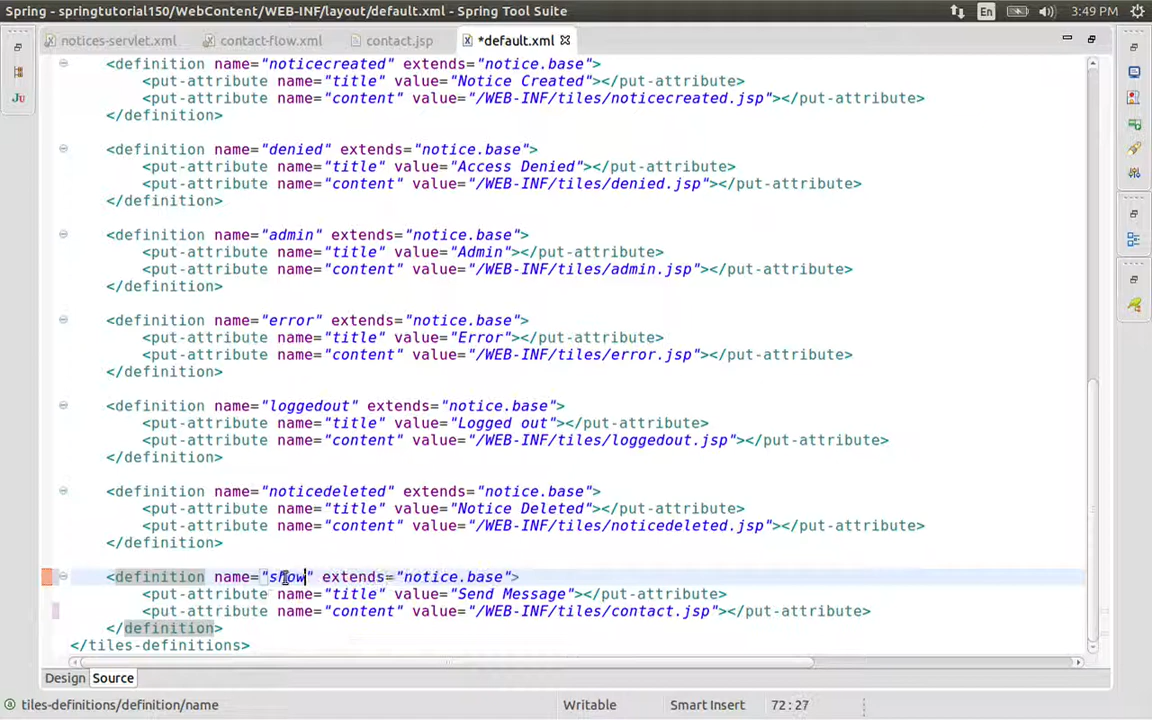 Spring - springtutorial150/WebContent/WEB-INF/layout/default.xml - Spring Tool Suite
En
3:49 PM
notices-servlet.xml
contact-flow.xml
contact.jsp
*default.xml
<definition name="noticecreated" extends="notice.base">
<put-attribute name="title" value="Notice Created"></put-attribute>
<put-attribute name="content" value="/WEB-INF/tiles/noticecreated.jsp"></put-attribute>
</definition>
<definition name="denied" extends="notice.base">
<put-attribute name="title" value="Access Denied"></put-attribute>
<put-attribute name="content" value="/WEB-INF/tiles/denied.jsp"></put-attribute>
</definition>
<definition name="admin" extends="notice.base">
<put-attribute name="title" value="Admin"></put-attribute>
<put-attribute name="content" value="/WEB-INF/tiles/admin.jsp"></put-attribute>
</definition>
<definition name="error" extends="notice.base">
<put-attribute name="title" value="Error"></put-attribute>
<put-attribute name="content" value="/WEB-INF/tiles/error.jsp"></put-attribute>
</definition>
<definition name="loggedout" extends="notice.base">
<put-attribute name="title" value="Logged out"></put-attribute>
<put-attribute name="content" value="/WEB-INF/tiles/loggedout.jsp"></put-attribute>
</definition>
<definition name="noticedeleted" extends="notice.base">
<put-attribute name="title" value="Notice Deleted"></put-attribute>
<put-attribute name="content" value="/WEB-INF/tiles/noticedeleted.jsp"></put-attribute>
</definition>
<definition name="show" extends="notice.base">
<put-attribute name="title" value="Send Message"></put-attribute>
<put-attribute name="content" value="/WEB-INF/tiles/contact.jsp"></put-attribute>
</definition>
</tiles-definitions>
Design
Source
tiles-definitions/definition/name
Writable
Smart Insert
72 : 27
Ju